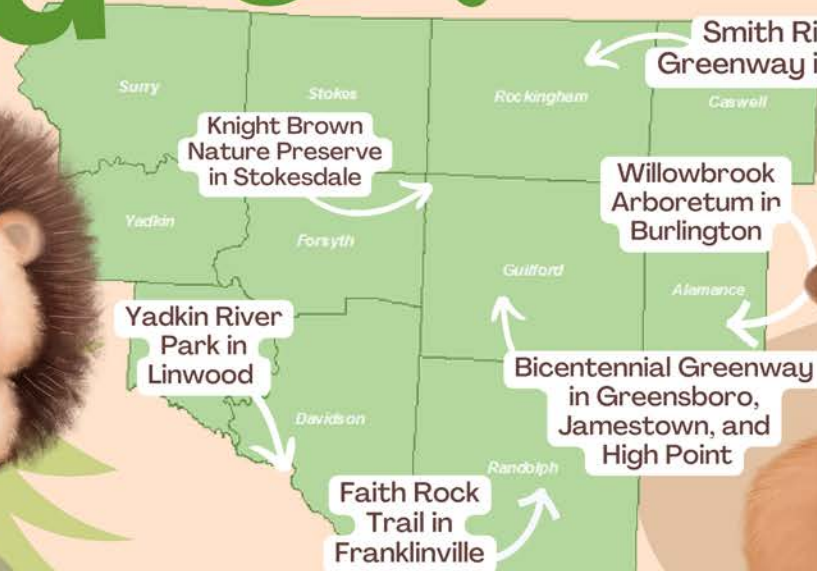 Smith
Greenway
Surry
Stokes
Rockingham
Caswell
Knight Brown
Nature Preserve
in Stokesdale
Willowbrook
Arboretum in
Burlington
Yadkin
Forsyth
Guilford
Alamance
Yadkin River
Park in
Linwood
Bicentennial Greenway
in Greensboro,
Jamestown, and
High Point
Davidson
Randolph
Faith Rock
Trail in
Franklinville